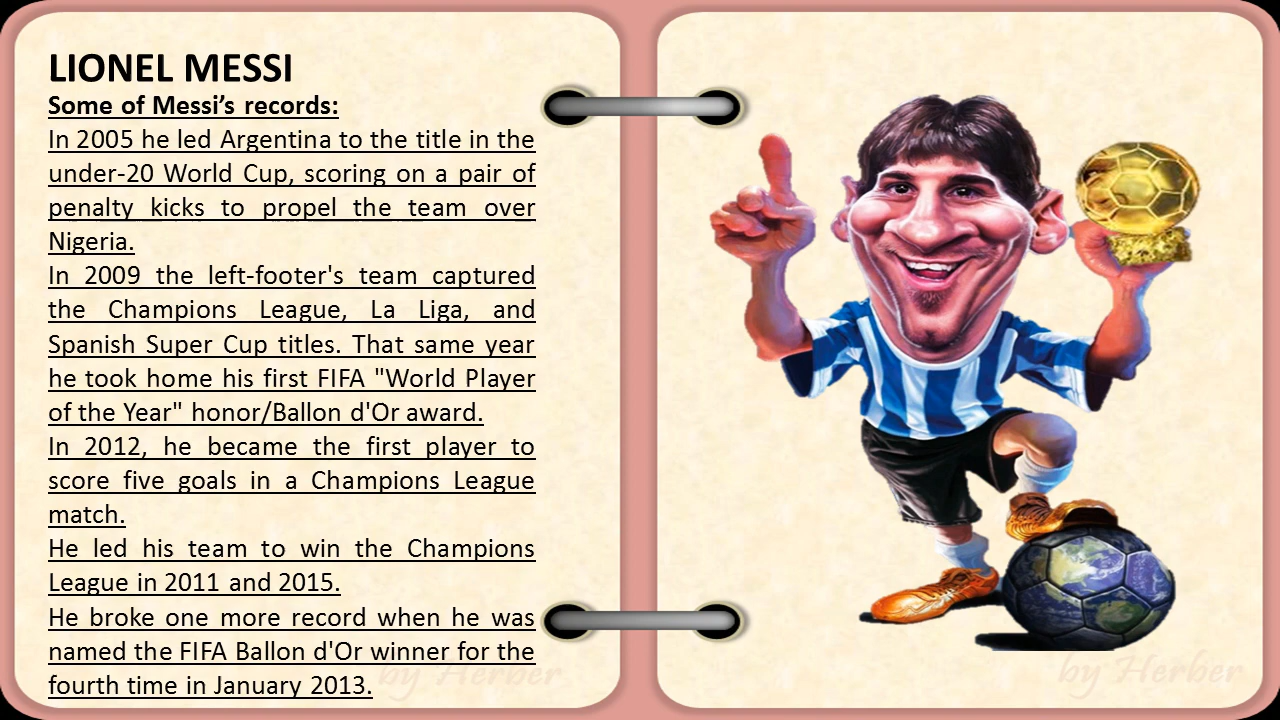 LIONEL MESSI
Some of Messi’s records:
In 2005 he led Argentina to the title in the
under-20 World Cup, scoring on a pair of
penalty kicks to propel the team over
Nigeria.
In 2009 the left-footer's team captured
the Champions League, La Liga, and
Spanish Super Cup titles. That same year
he took home his first FIFA "World Player
of the Year" honor/Ballon d'Or award.
In 2012, he became the first player to
score five goals in a Champions League
match.
He led his team to win the Champions
League in 2011 and 2015.
He broke one more record when he was
named the FIFA Ballon d'Or winner for the
fourth time in January 2013.
by Herber
by Herber